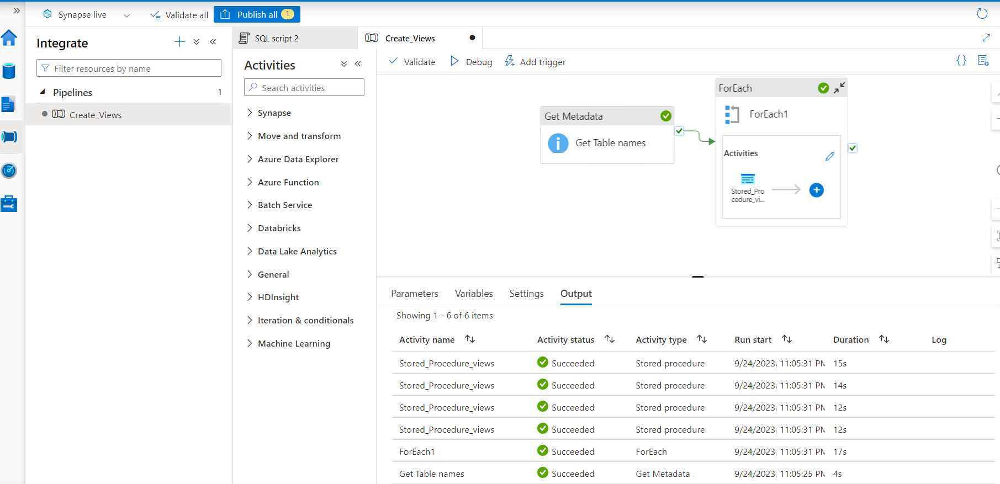 Synapse live
Validate all
Publish all 1
Integrate
Filter resources by name
Pipelines 1
Create_Views
SQL script 2
Create_Views
Activities
Search activities
Synapse
Move and transform
Azure Data Explorer
Azure Function
Batch Service
Databricks
Data Lake Analytics
General
HDInsight
Iteration & conditionals
Machine Learning
Validate Debug Add trigger
Get Metadata
Get Table names
ForEach
ForEach1
Activities
Stored_Pro
cedure_vi...
Parameters Variables Settings Output
Showing 1 - 6 of 6 items
Activity name Activity status Activity type Run start Duration Log
Stored_Procedure_views Succeeded Stored procedure 9/24/2023, 11:05:31 PM 15s
Stored_Procedure_views Succeeded Stored procedure 9/24/2023, 11:05:31 PM 14s
Stored_Procedure_views Succeeded Stored procedure 9/24/2023, 11:05:31 PM 12s
Stored_Procedure_views Succeeded Stored procedure 9/24/2023, 11:05:31 PM 12s
ForEach1 Succeeded ForEach 9/24/2023, 11:05:31 PM 17s
Get Table names Succeeded Get Metadata 9/24/2023, 11:05:25 PM 4s